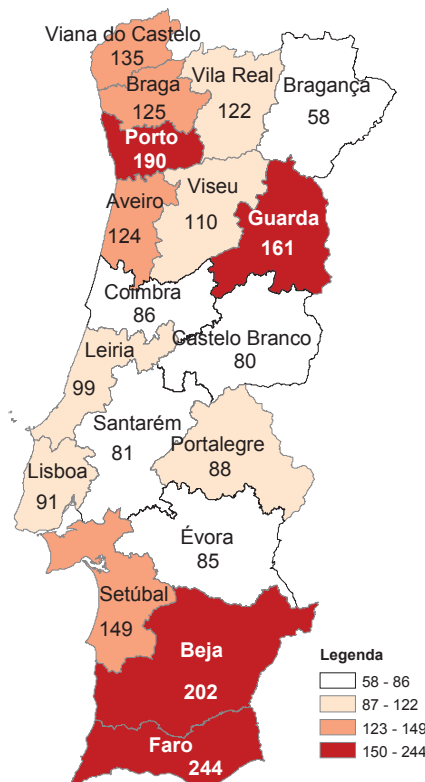 Viana do Castelo
135
Braga
125
Vila Real
122
Bragança
58
Porto
190
Aveiro
124
Viseu
110
Guarda
161
Coimbra
86
Castelo Branco
80
Leiria
99
Santarém
81
Portalegre
88
Lisboa
91
Évora
85
Setúbal
149
Beja
202
Faro
244
Legenda
58 - 86
87 - 122
123 - 149
150 - 244